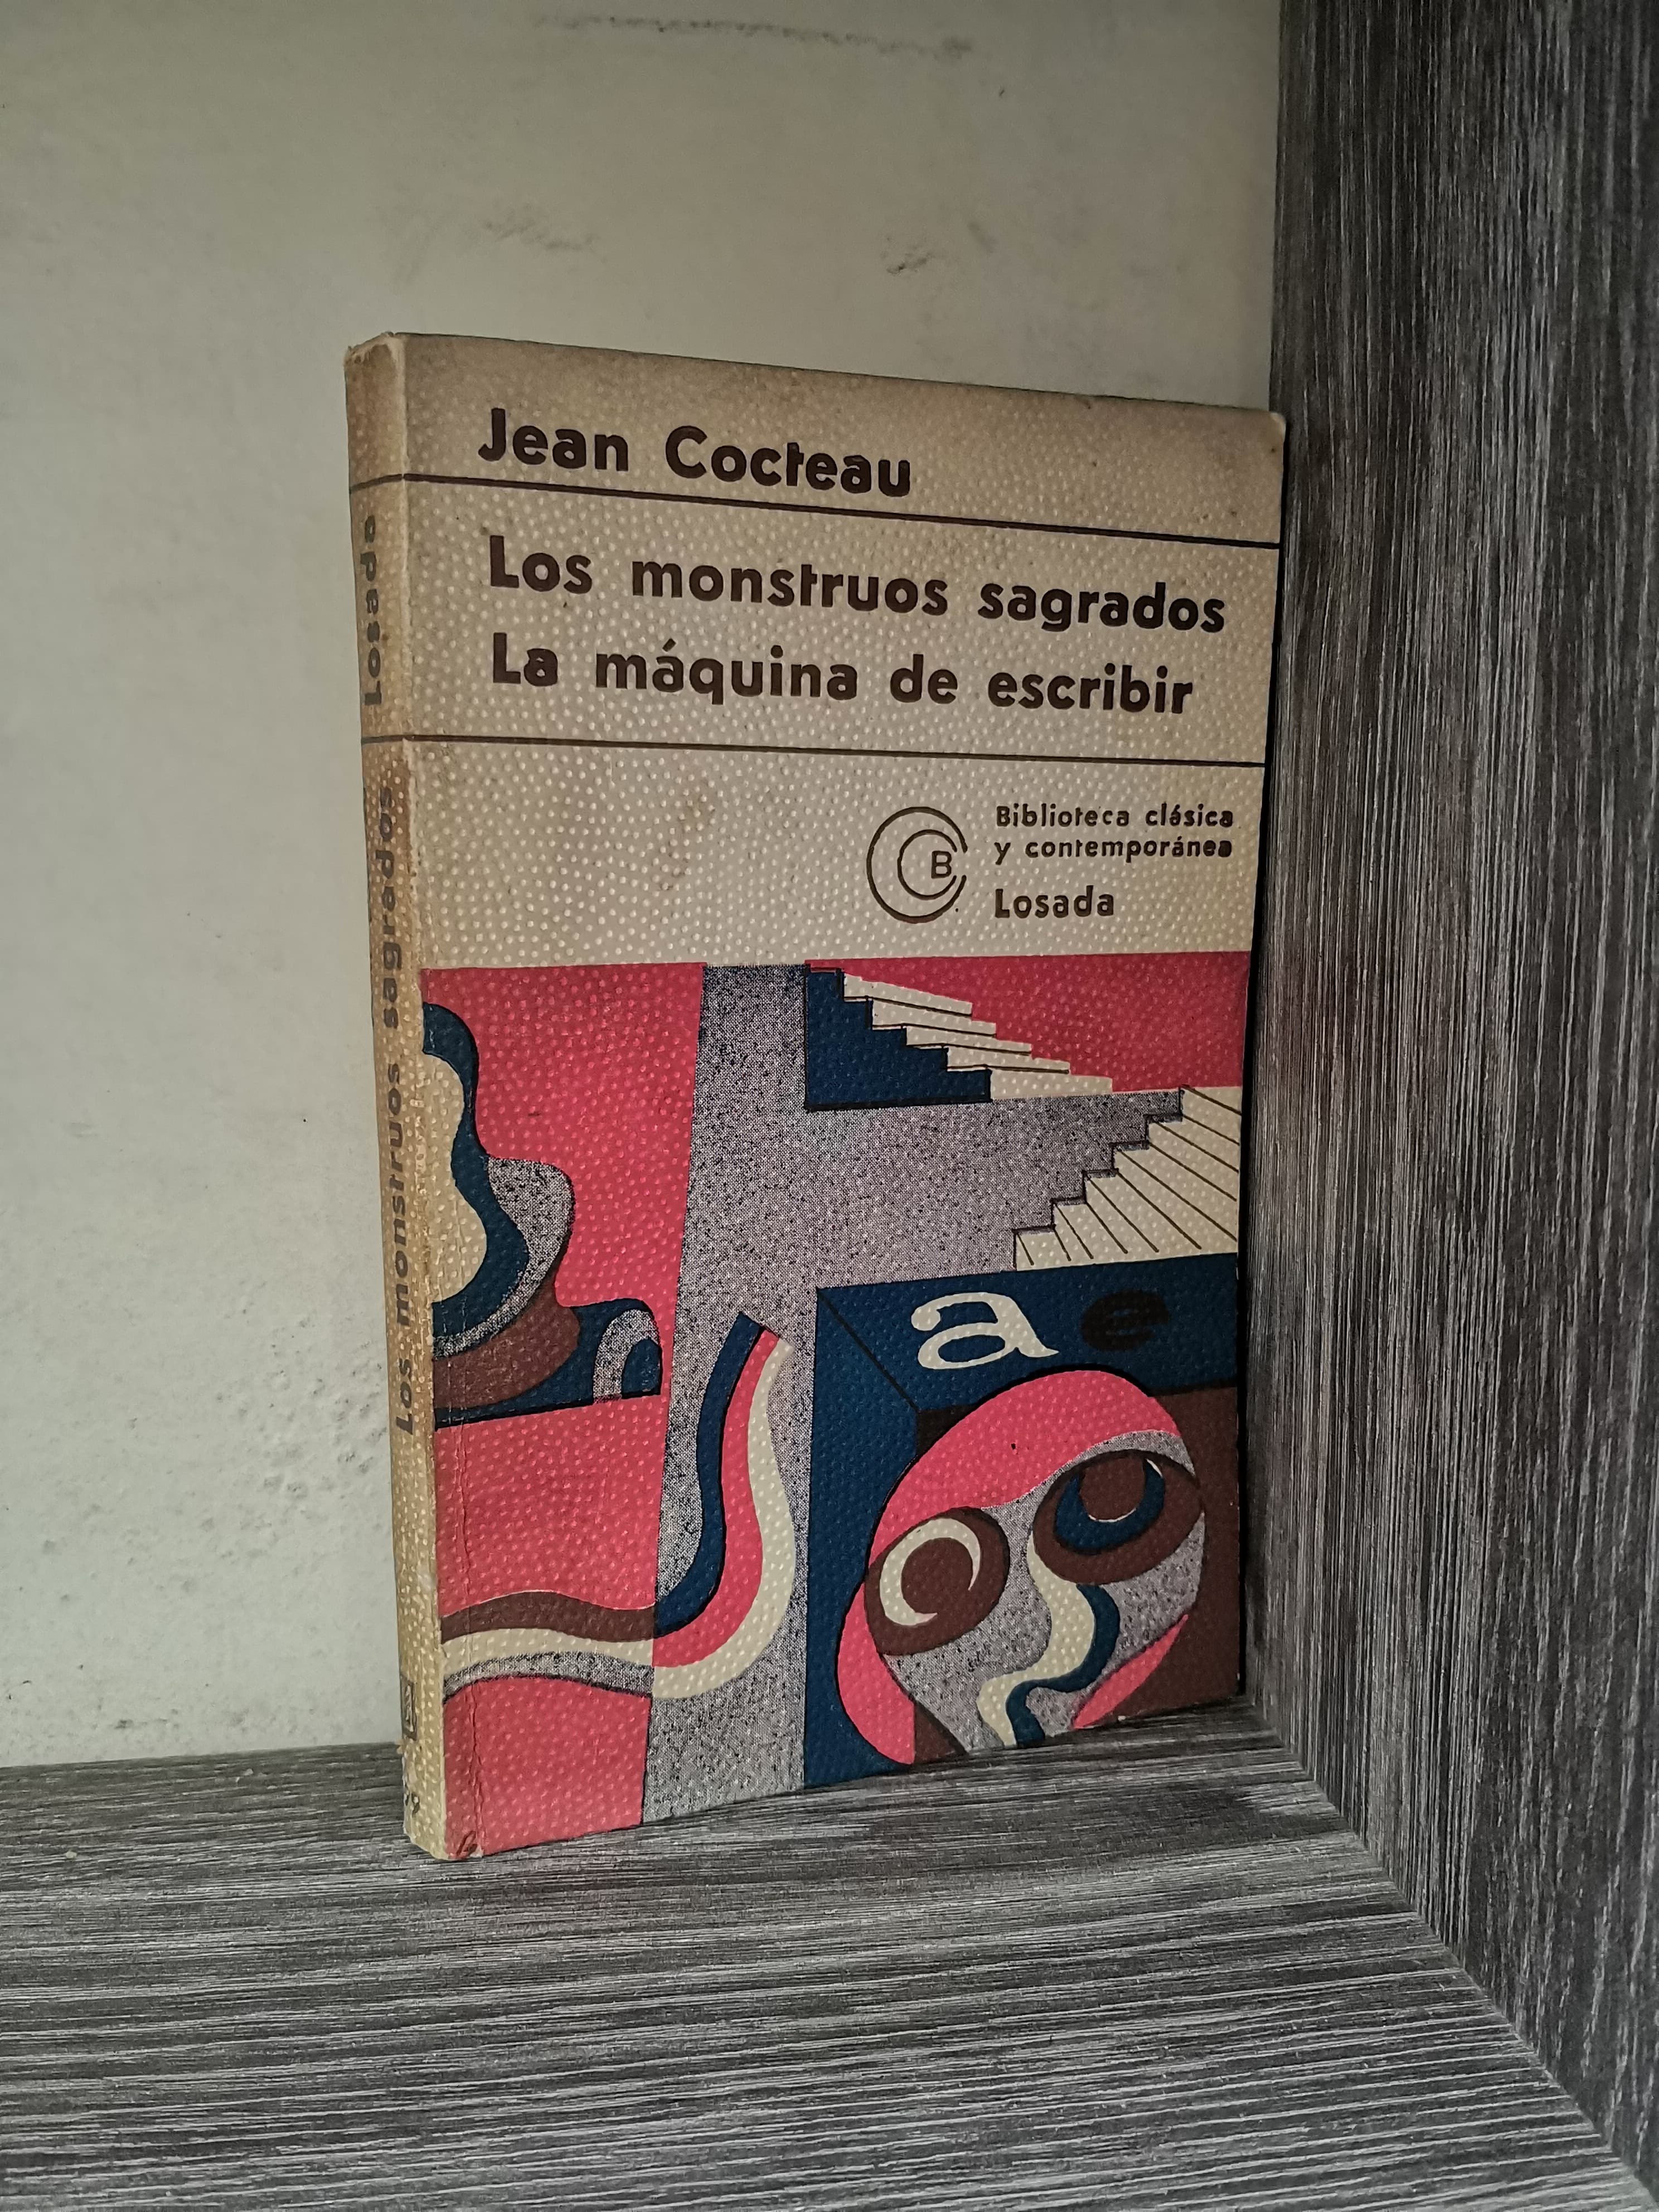 Jean Cocteau
Los monstruos sagrados
La máquina de escribir
B
Biblioteca clásica
y contemporánea
Losada
a e
Losada
Los monstruos sagrados